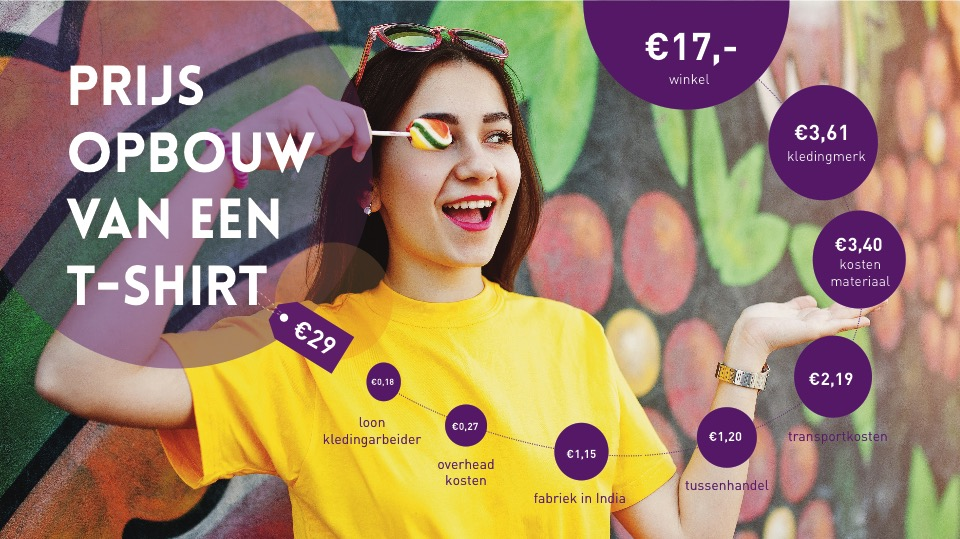 PRIJS
OPBOUW
VAN EEN
T-SHIRT
€29
€0,18
loon
kledingarbeider
€0,27
overhead
kosten
€1,15
fabriek in India
€1,20
tussenhandel
€2,19
transportkosten
€3,40
kosten
materiaal
€3,61
kledingmerk
€17,-
winkel